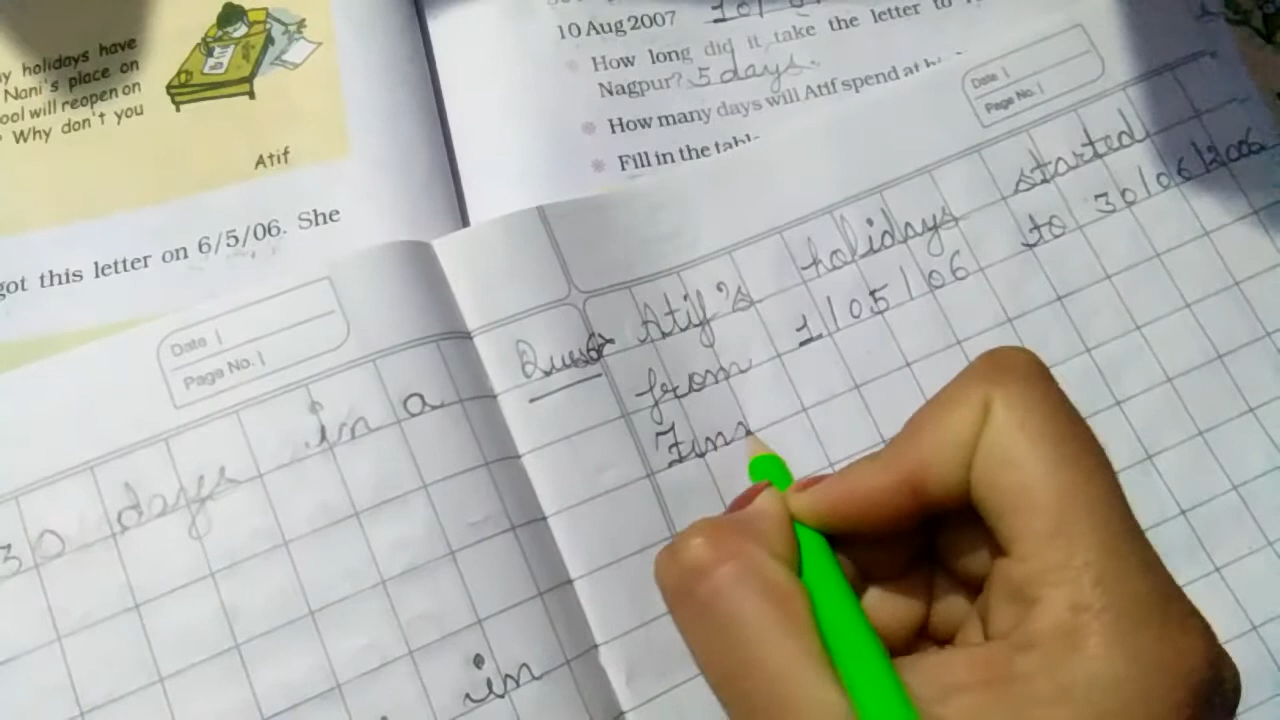 y holidays have
Nani's place on
ool will reopen on
Why don't you
Atif
got this letter on 6/5/06. She
10 Aug 2007
How long did it take the letter to
Nagpur? 5 days.
How many days will Atif spend at h
Fill in the tabl
Date |
Page No. |
30 days in a
in
Date |
Page No. |
Atif's holidays started
from 1/05/06 to 30/06/2006